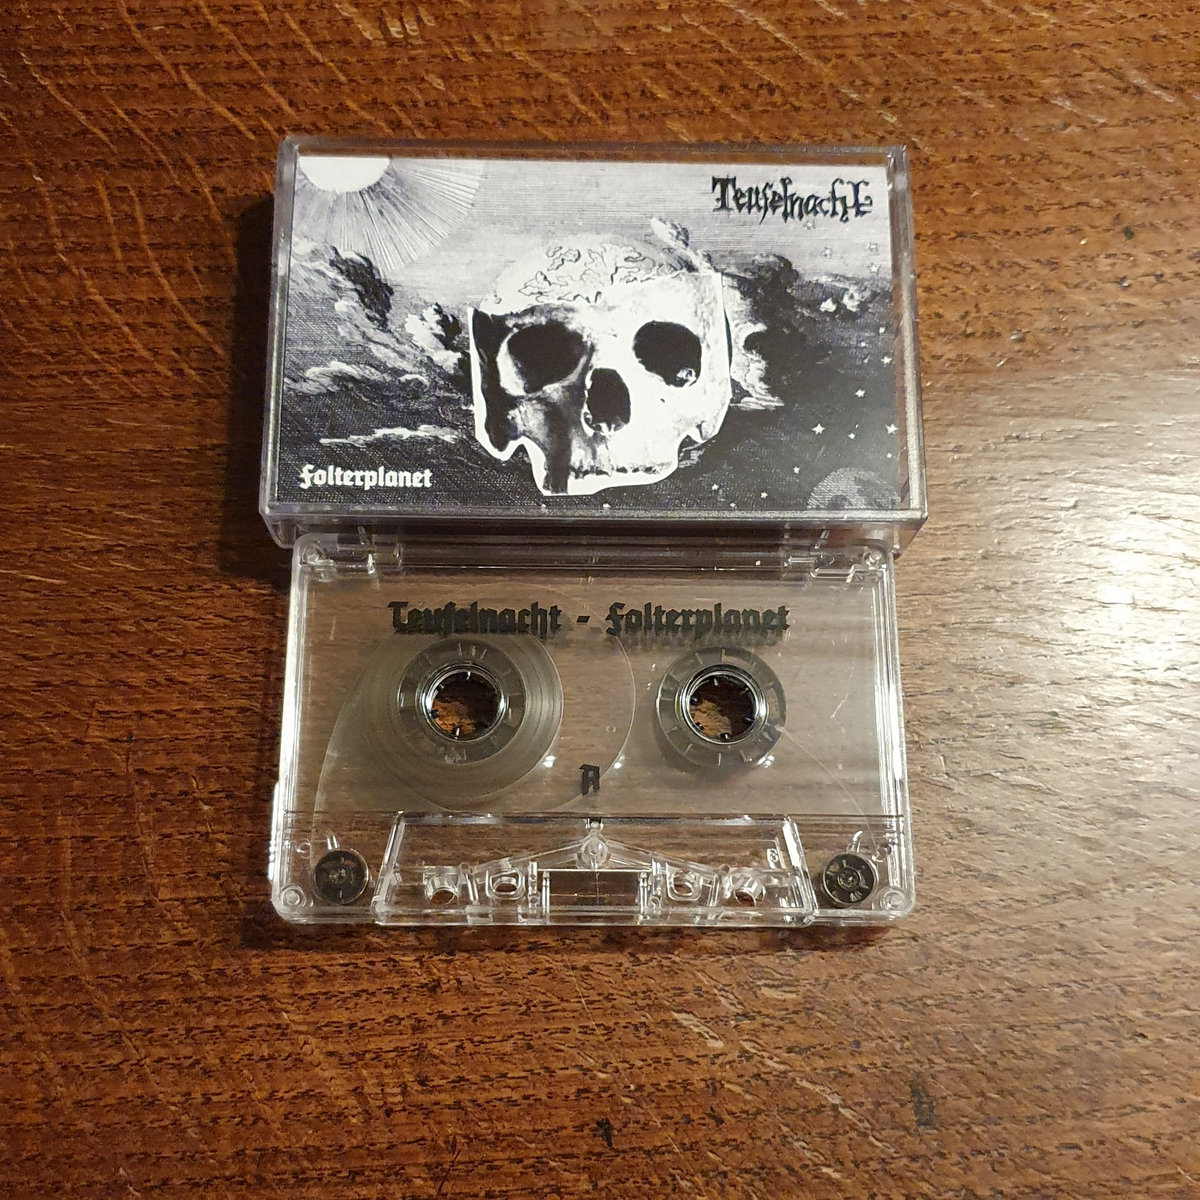 Teufelnacht
Folterplanet
Teufelnacht - Folterplanet
A